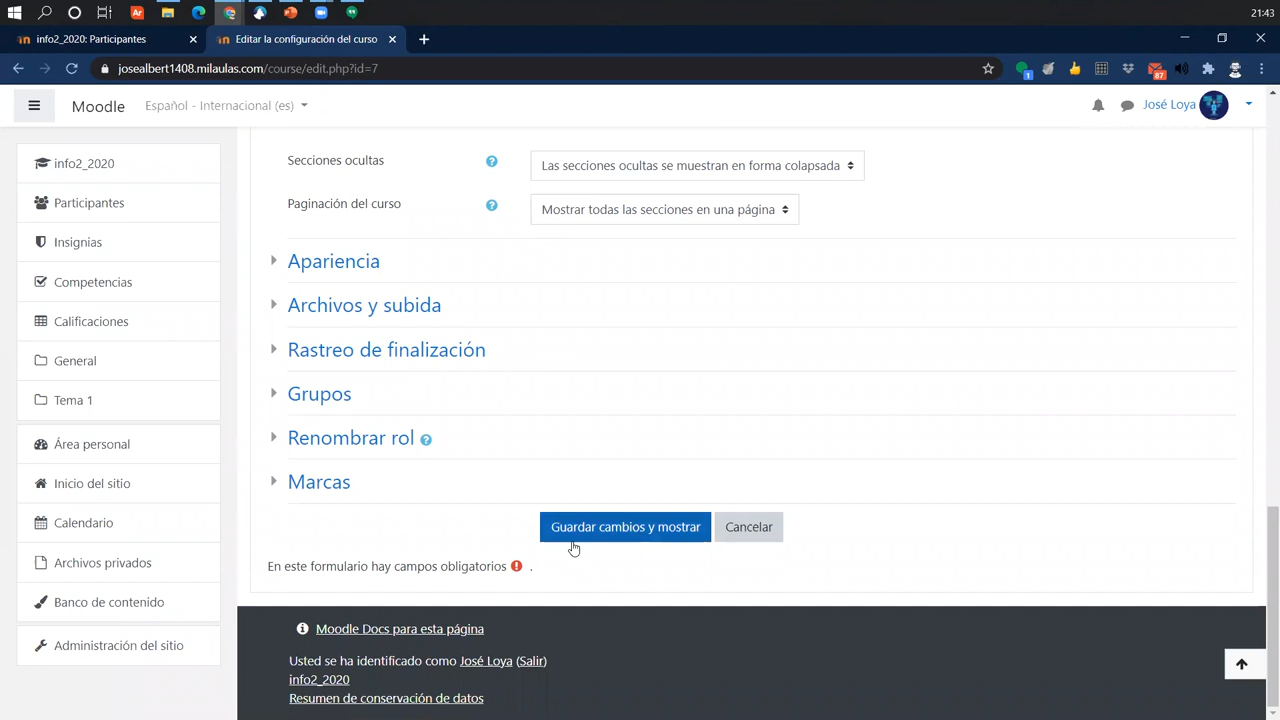 21:43
info2_2020: Participantes
Editar la configuración del curso
josealbert1408.milaulas.com/course/edit.php?id=7
1
87
Moodle
Español - Internacional (es)
José Loya
info2_2020
Participantes
Insignias
Competencias
Calificaciones
General
Tema 1
Área personal
Inicio del sitio
Calendario
Archivos privados
Banco de contenido
Administración del sitio
Secciones ocultas
Las secciones ocultas se muestran en forma colapsada
Paginación del curso
Mostrar todas las secciones en una página
Apariencia
Archivos y subida
Rastreo de finalización
Grupos
Renombrar rol
Marcas
Guardar cambios y mostrar
Cancelar
En este formulario hay campos obligatorios .
Moodle Docs para esta página
Usted se ha identificado como José Loya (Salir)
info2_2020
Resumen de conservación de datos